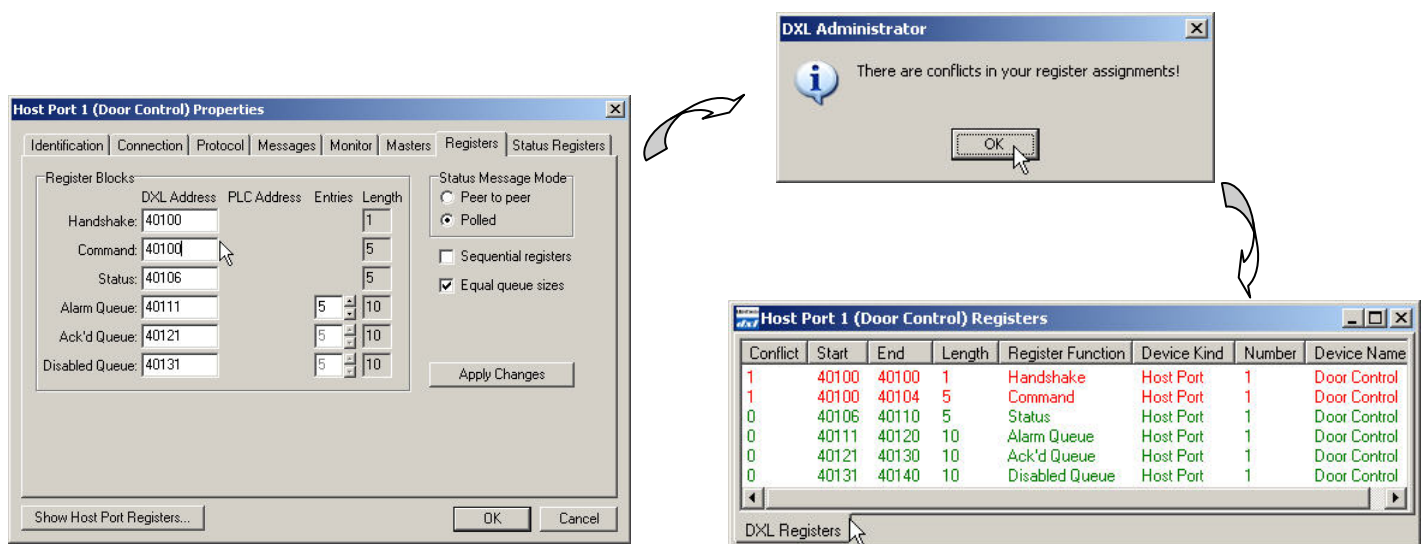 DXL Administrator
There are conflicts in your register assignments!
OK
Host Port 1 (Door Control) Properties
Identification Connection Protocol Messages Monitor Masters Registers Status Registers
Register Blocks
DXL Address PLC Address Entries Length
Handshake: 40100 1
Command: 40100 5
Status: 40106 5
Alarm Queue: 40111 5 10
Ack'd Queue: 40121 5 10
Disabled Queue: 40131 5 10
Status Message Mode
Peer to peer
Polled
Sequential registers
Equal queue sizes
Apply Changes
Show Host Port Registers... OK Cancel
Host Port 1 (Door Control) Registers
Conflict Start End Length Register Function Device Kind Number Device Name
1 40100 40100 1 Handshake Host Port 1 Door Control
1 40100 40104 5 Command Host Port 1 Door Control
0 40106 40110 5 Status Host Port 1 Door Control
0 40111 40120 10 Alarm Queue Host Port 1 Door Control
0 40121 40130 10 Ack'd Queue Host Port 1 Door Control
0 40131 40140 10 Disabled Queue Host Port 1 Door Control
DXL Registers